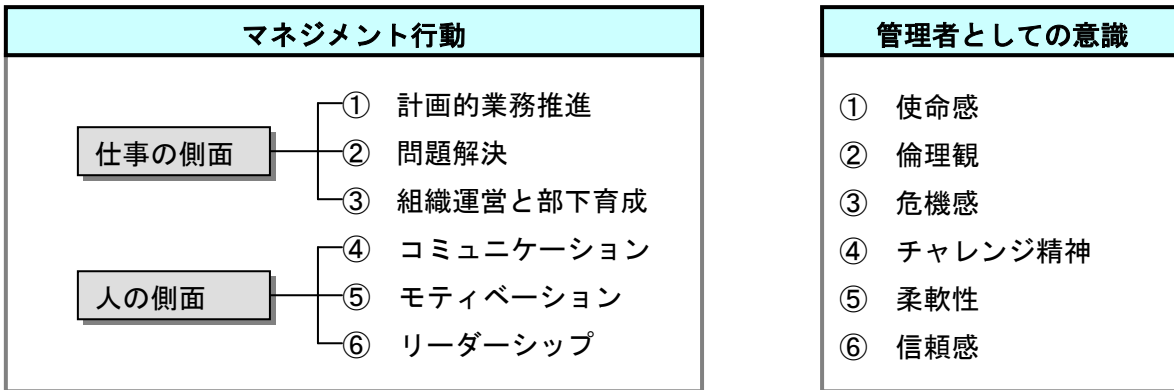 マネジメント行動
仕事の側面
① 計画的業務推進
② 問題解決
③ 組織運営と部下育成
人の側面
④ コミュニケーション
⑤ モティベーション
⑥ リーダーシップ
管理者としての意識
① 使命感
② 倫理観
③ 危機感
④ チャレンジ精神
⑤ 柔軟性
⑥ 信頼感